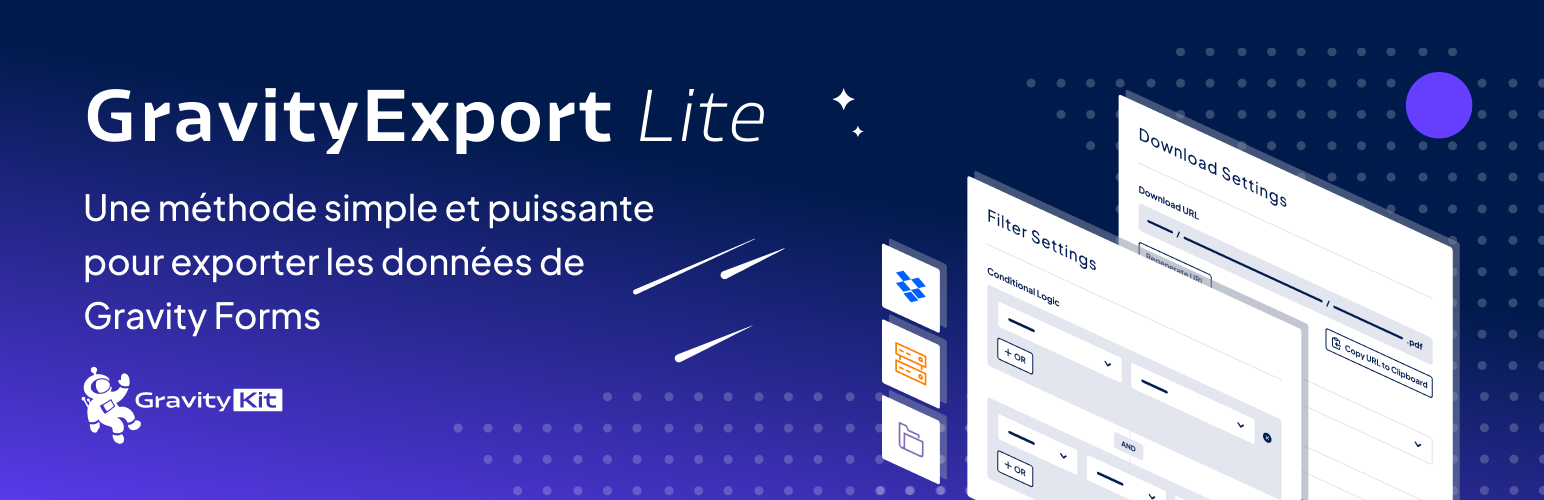 GravityExport Lite
Une méthode simple et puissante
pour exporter les données de
Gravity Forms
GravityKit
Download Settings
Download URL
/ /
.pdf
Regenerate URL
Copy URL to Clipboard
Filter Settings
Conditional Logic
+ OR
AND
+ OR